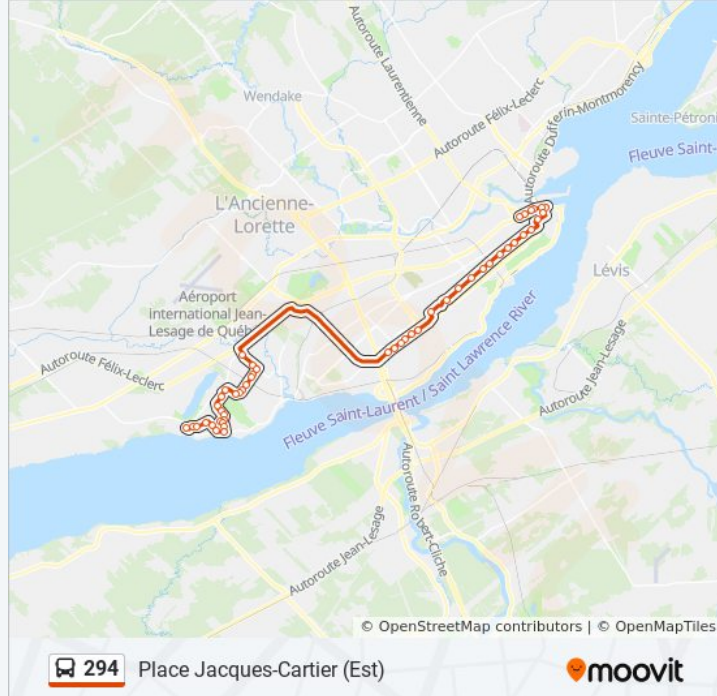 Autoroute Laurentienne
Autoroute Félix-Leclerc
Autoroute Dufferin-Montmorency
Wendake
Sainte-Pétroni
Fleuve Saint-
L'Ancienne-
Lorette
Lévis
Aéroport
international Jean-
Lesage de Québ
Autoroute Félix-Leclerc
Fleuve Saint-Laurent / Saint Lawrence River
Autoroute Jean-Lesage
Autoroute Robert-Cliche
Autoroute Jean-Lesage
© OpenStreetMap contributors | © OpenMapTiles
294 Place Jacques-Cartier (Est)
moovit